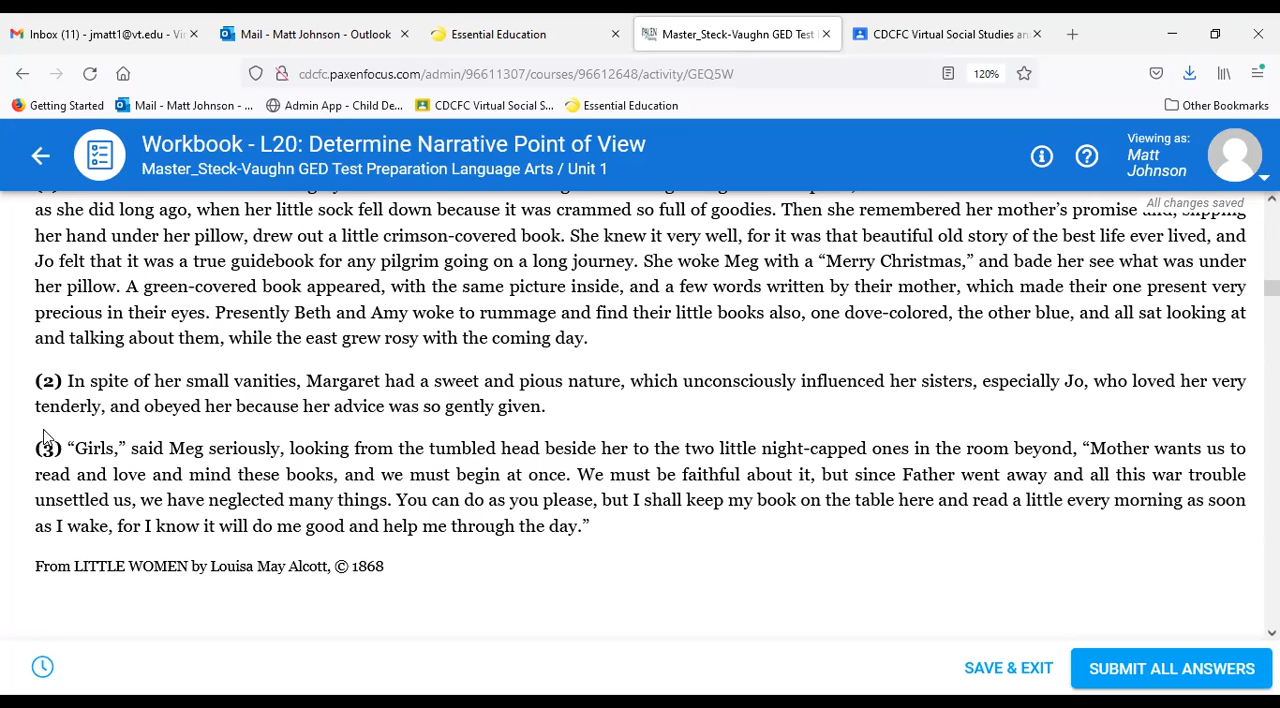 Inbox (11) - jmatt1@vt.edu - Vir
Mail - Matt Johnson - Outlook
Essential Education
Master_Steck-Vaughn GED Test
CDCFC Virtual Social Studies an
cdcfc.paxenfocus.com/admin/96611307/courses/96612648/activity/GEQ5W
120%
Getting Started
Mail - Matt Johnson - ...
Admin App - Child De...
CDCFC Virtual Social S...
Essential Education
Other Bookmarks
Workbook - L20: Determine Narrative Point of View
Master_Steck-Vaughn GED Test Preparation Language Arts / Unit 1
Viewing as:
Matt
Johnson
All changes saved
as she did long ago, when her little sock fell down because it was crammed so full of goodies. Then she remembered her mother’s promise and, slipping
her hand under her pillow, drew out a little crimson-covered book. She knew it very well, for it was that beautiful old story of the best life ever lived, and
Jo felt that it was a true guidebook for any pilgrim going on a long journey. She woke Meg with a “Merry Christmas,” and bade her see what was under
her pillow. A green-covered book appeared, with the same picture inside, and a few words written by their mother, which made their one present very
precious in their eyes. Presently Beth and Amy woke to rummage and find their little books also, one dove-colored, the other blue, and all sat looking at
and talking about them, while the east grew rosy with the coming day.
(2) In spite of her small vanities, Margaret had a sweet and pious nature, which unconsciously influenced her sisters, especially Jo, who loved her very
tenderly, and obeyed her because her advice was so gently given.
(3) “Girls,” said Meg seriously, looking from the tumbled head beside her to the two little night-capped ones in the room beyond, “Mother wants us to
read and love and mind these books, and we must begin at once. We must be faithful about it, but since Father went away and all this war trouble
unsettled us, we have neglected many things. You can do as you please, but I shall keep my book on the table here and read a little every morning as soon
as I wake, for I know it will do me good and help me through the day.”
From LITTLE WOMEN by Louisa May Alcott, © 1868
SAVE & EXIT
SUBMIT ALL ANSWERS